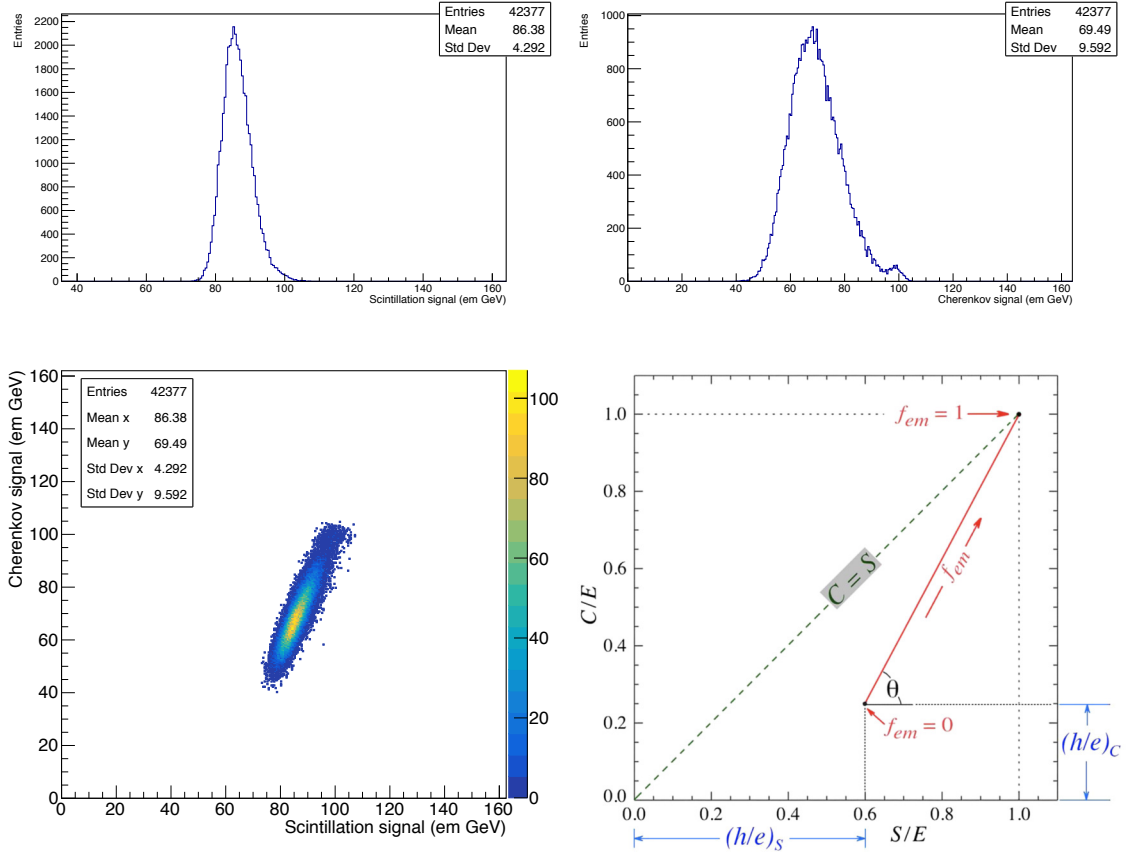 Entries 42377
Mean 86.38
Std Dev 4.292
Entries
2200
2000
1800
1600
1400
1200
1000
800
600
400
200
0
40 60 80 100 120 140 160
Scintillation signal (em GeV)
Entries 42377
Mean 69.49
Std Dev 9.592
Entries
1000
800
600
400
200
0
0 20 40 60 80 100 120 140 160
Cherenkov signal (em GeV)
Entries 42377
Mean x 86.38
Mean y 69.49
Std Dev x 4.292
Std Dev y 9.592
Cherenkov signal (em GeV)
160
140
120
100
80
60
40
20
0
0 20 40 60 80 100 120 140 160
Scintillation signal (em GeV)
100
80
60
40
20
0
C/E
1.0
0.8
0.6
0.4
0.2
0.0
fem = 1
C = S
fem
θ
fem = 0
(h/e)C
0.0 0.2 0.4 0.6 0.8 1.0
(h/e)S
S/E